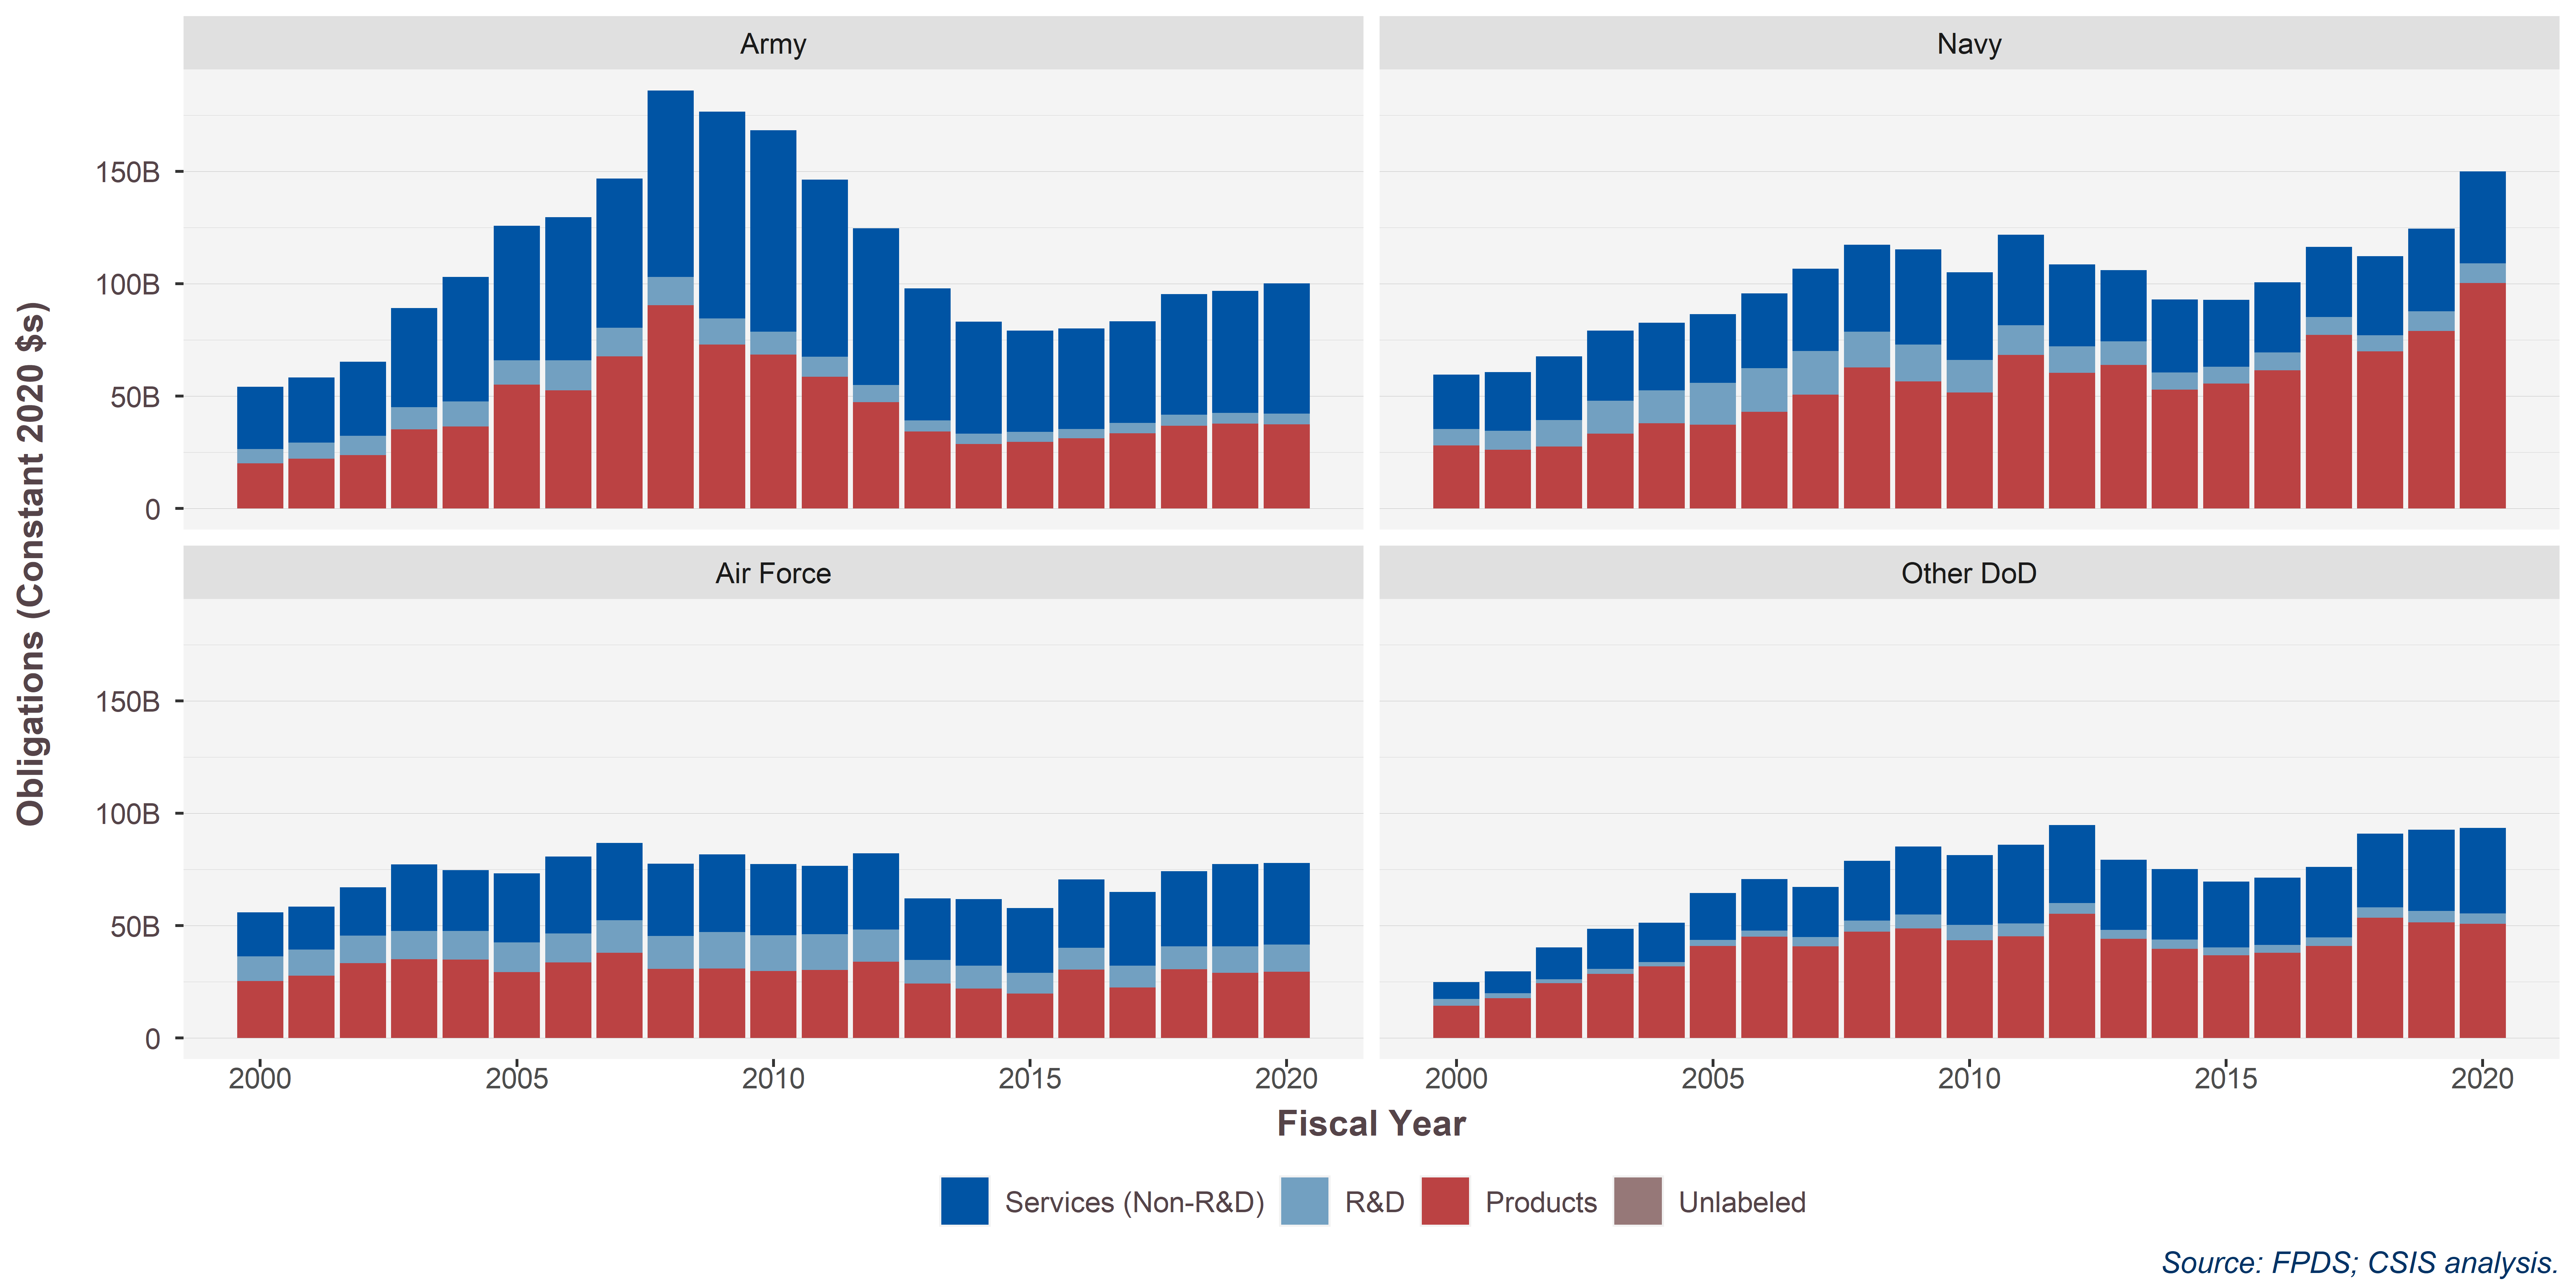 Army
Navy
150B
100B
50B
0
Air Force
Other DoD
150B
100B
50B
0
Obligations (Constant 2020 $s)
2000 2005 2010 2015 2020
2000 2005 2010 2015 2020
Fiscal Year
Services (Non-R&D) R&D Products Unlabeled
Source: FPDS; CSIS analysis.